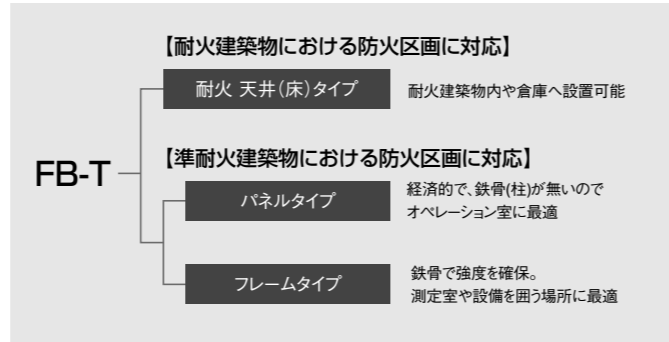 【耐火建築物における防火区画に対応】
耐火 天井(床)タイプ
耐火建築物内や倉庫へ設置可能
FB-T
【準耐火建築物における防火区画に対応】
パネルタイプ
経済的で、鉄骨(柱)が無いので
オペレーション室に最適
フレームタイプ
鉄骨で強度を確保。
測定室や設備を囲う場所に最適